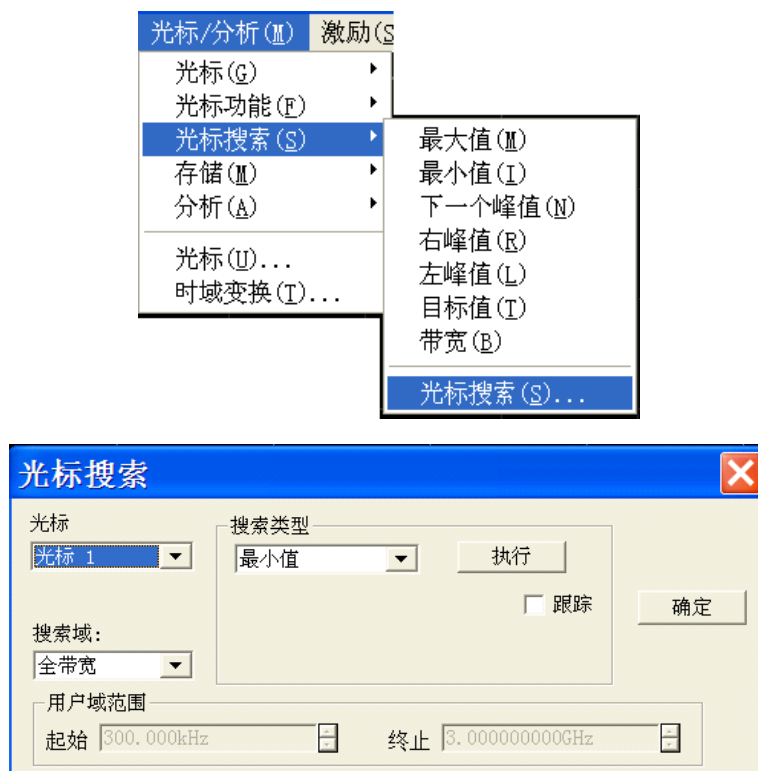 光标/分析(M) 激励(S
光标(G)
光标功能(F)
光标搜索(S)
存储(M)
分析(A)
光标(U)...
时域变换(T)...
最大值(M)
最小值(I)
下一个峰值(N)
右峰值(R)
左峰值(L)
目标值(T)
带宽(B)
光标搜索(S)...
光标搜索
光标
光标 1
搜索类型
最小值
执行
跟踪
确定
搜索域:
全带宽
用户域范围
起始 300.000kHz 终止 3.000000000GHz